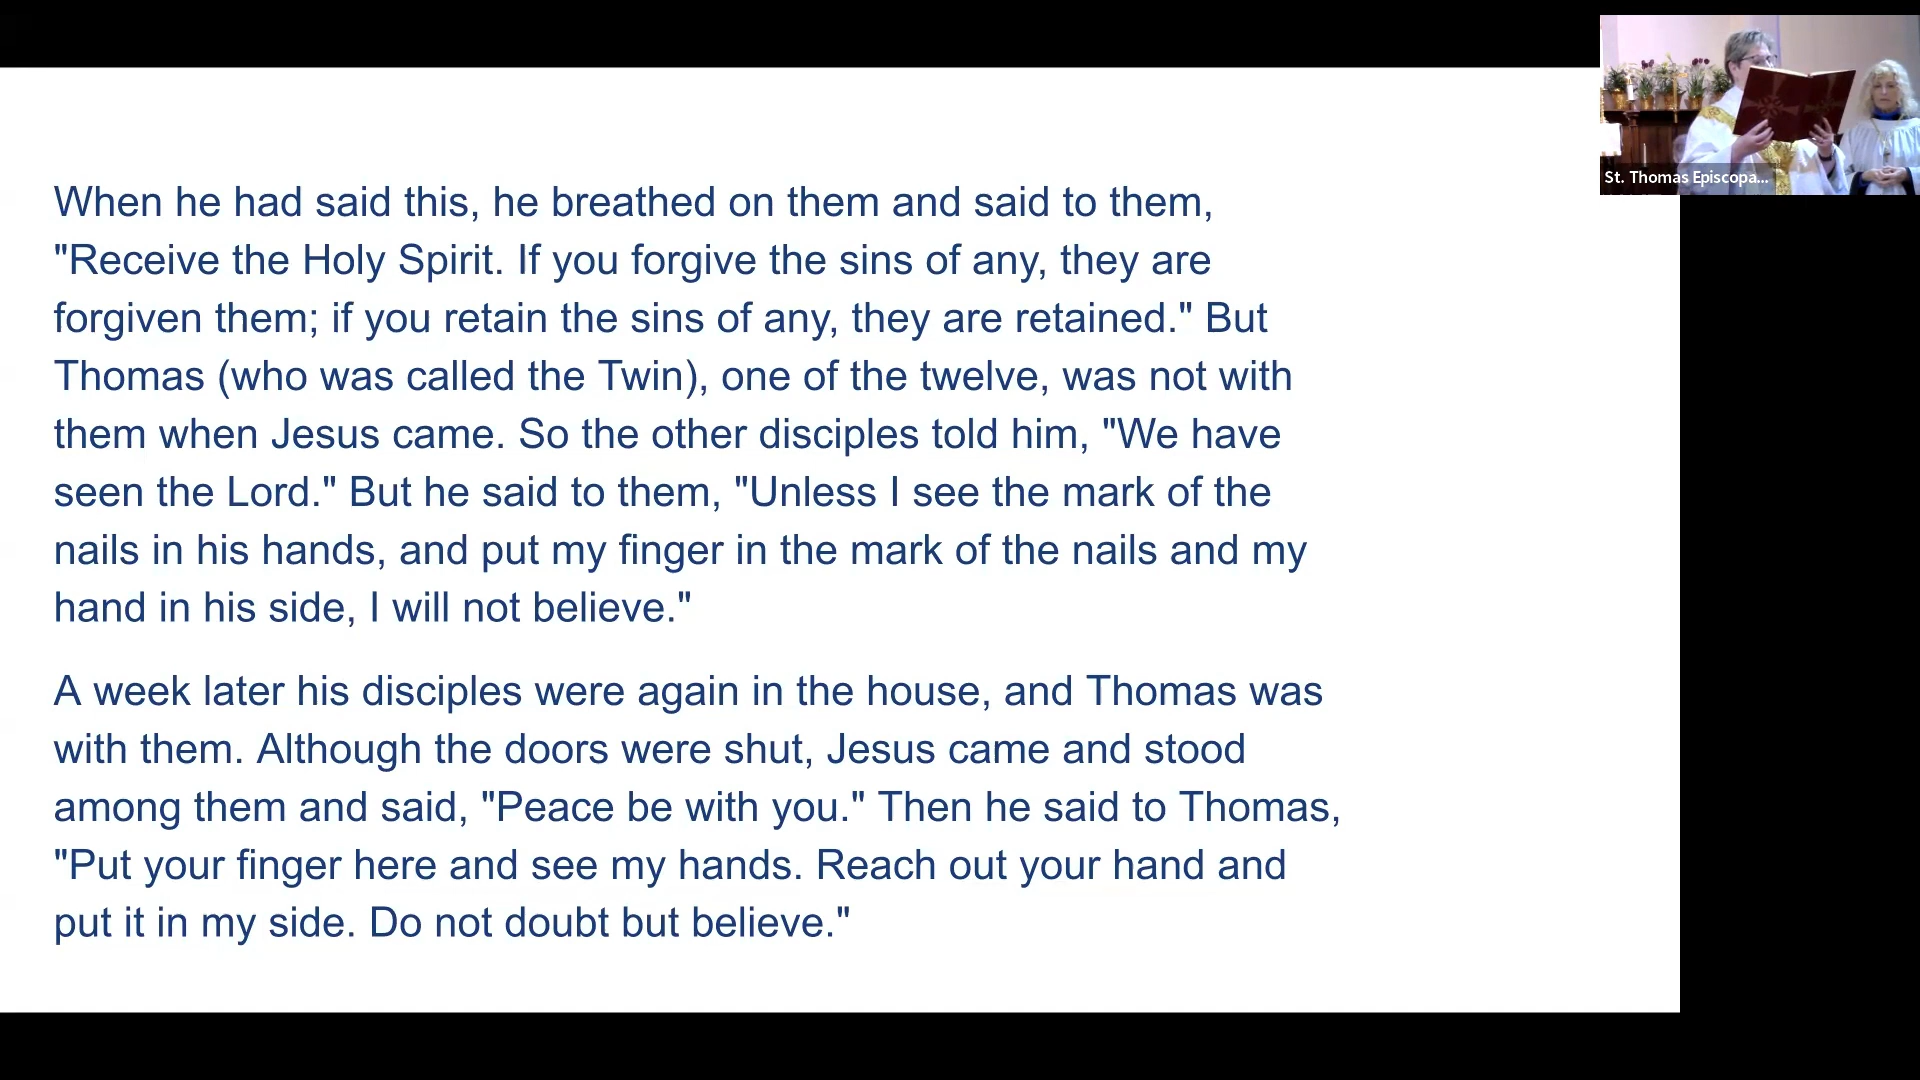 When he had said this, he breathed on them and said to them,
"Receive the Holy Spirit. If you forgive the sins of any, they are
forgiven them; if you retain the sins of any, they are retained." But
Thomas (who was called the Twin), one of the twelve, was not with
them when Jesus came. So the other disciples told him, "We have
seen the Lord." But he said to them, "Unless I see the mark of the
nails in his hands, and put my finger in the mark of the nails and my
hand in his side, I will not believe."
A week later his disciples were again in the house, and Thomas was
with them. Although the doors were shut, Jesus came and stood
among them and said, "Peace be with you." Then he said to Thomas,
"Put your finger here and see my hands. Reach out your hand and
put it in my side. Do not doubt but believe."
St. Thomas Episcopa...